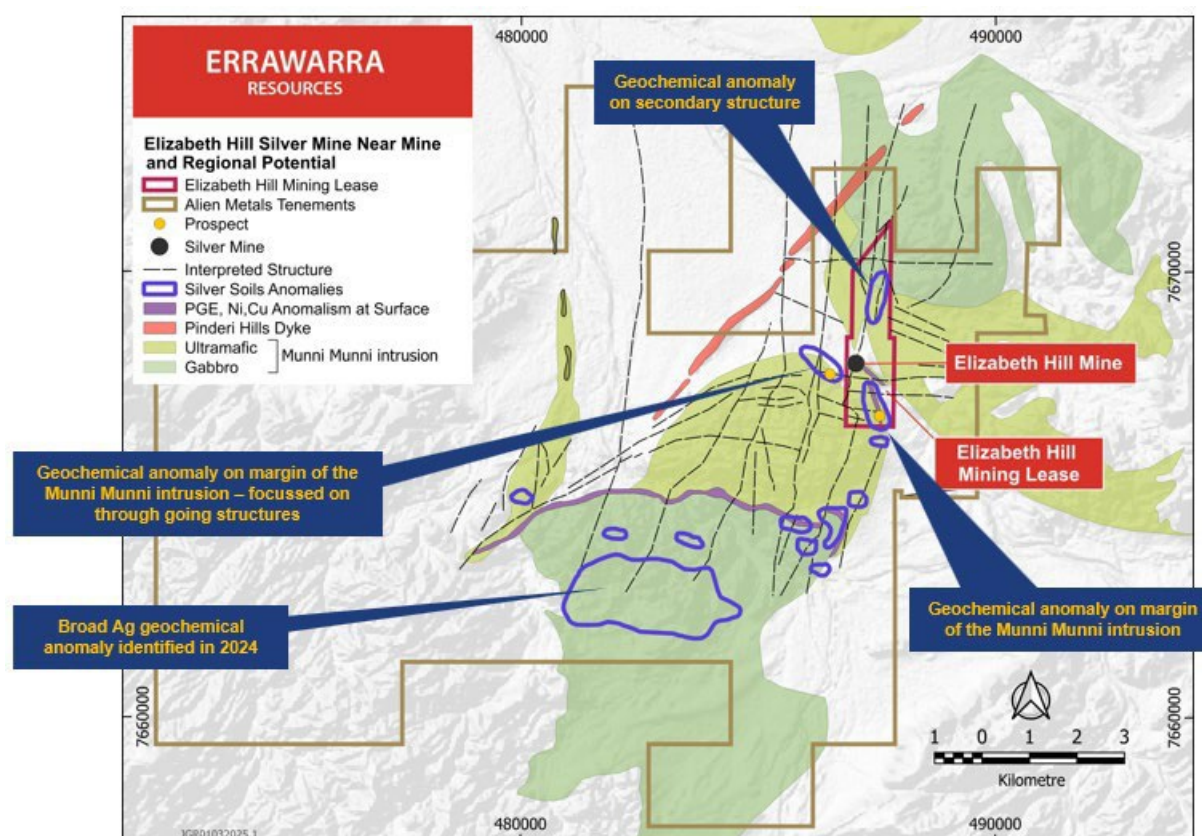 480000
490000
ERRAWARRA
RESOURCES
Elizabeth Hill Silver Mine Near Mine
and Regional Potential
Elizabeth Hill Mining Lease
Alien Metals Tenements
Prospect
Silver Mine
Interpreted Structure
Silver Soils Anomalies
PGE, Ni,Cu Anomalism at Surface
Pinderi Hills Dyke
Ultramafic
Gabbro
Munni Munni intrusion
Geochemical anomaly
on secondary structure
7670000
Elizabeth Hill Mine
Elizabeth Hill
Mining Lease
Geochemical anomaly on margin of the
Munni Munni intrusion – focussed on
through going structures
Geochemical anomaly on margin
of the Munni Munni intrusion
Broad Ag geochemical
anomaly identified in 2024
7660000
7660000
1 0 1 2 3
Kilometre
480000
490000